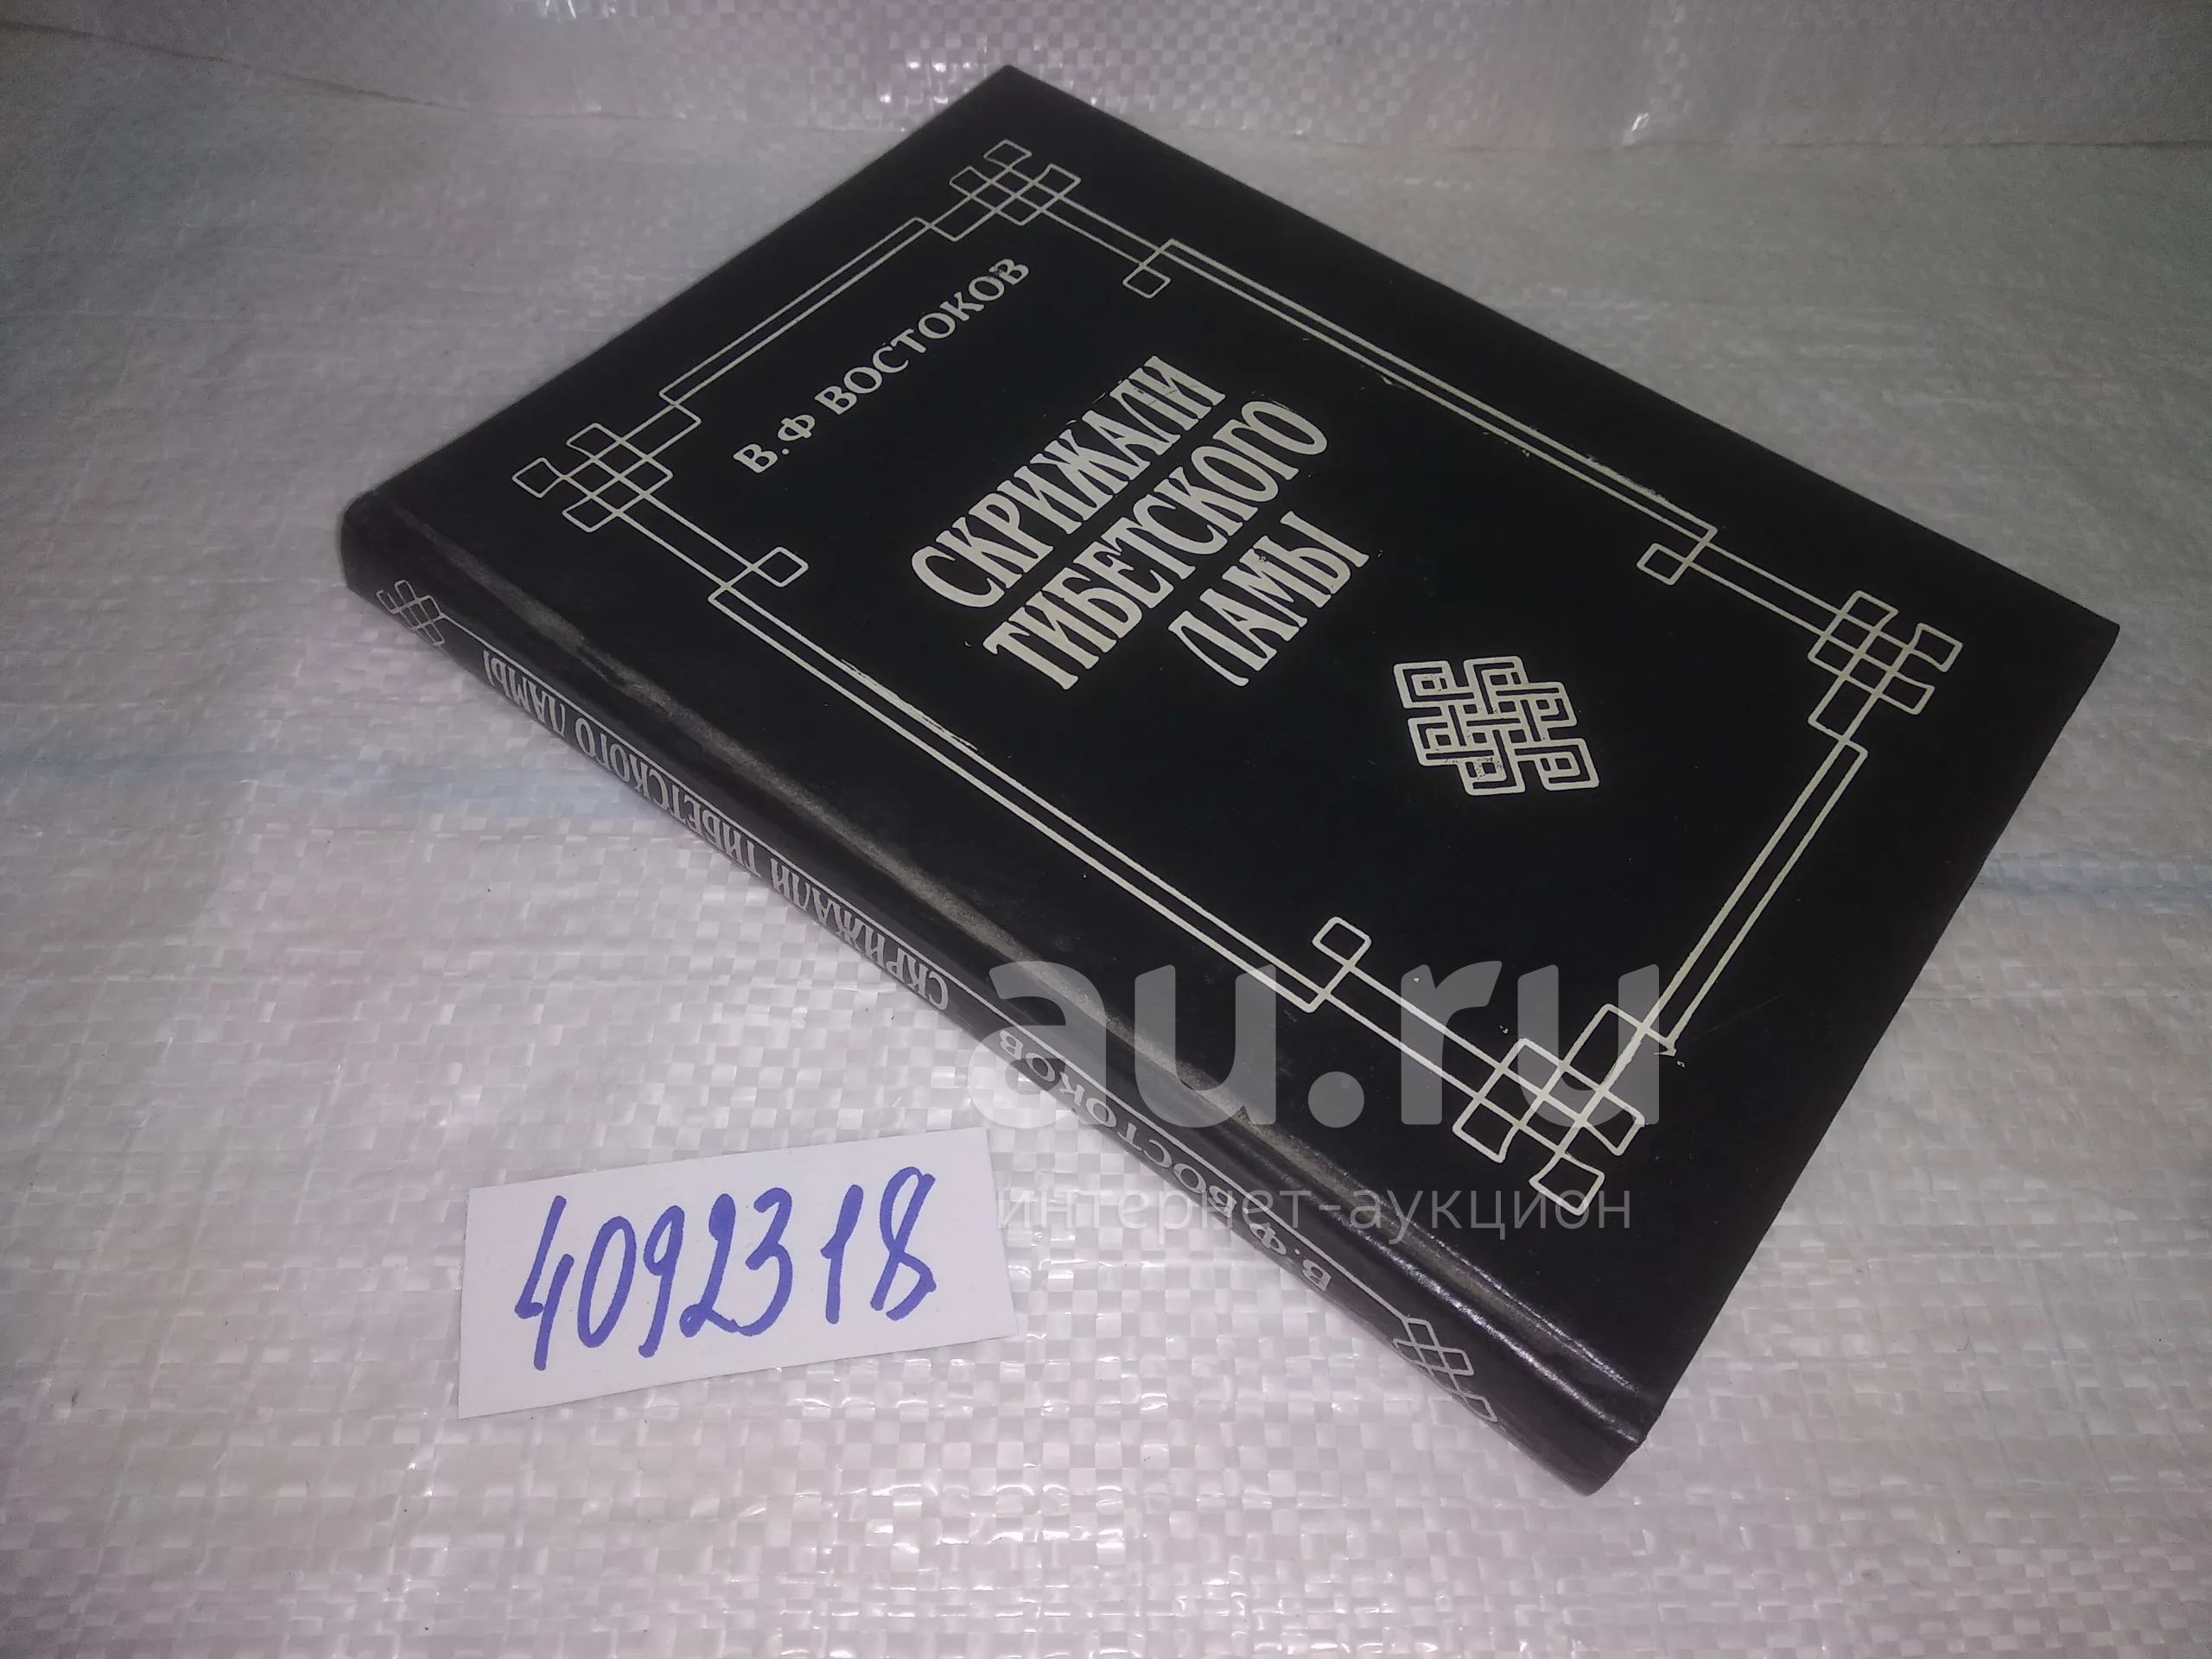 В.Ф ВОСТОКОВ
СКРИЖАЛИ
ТИБЕТСКОГО
ЛАМЫ
В.Ф ВОСТОКОВ СКРИЖАЛИ ТИБЕТСКОГО ЛАМЫ
au.ru
интернет-аукцион
4092318